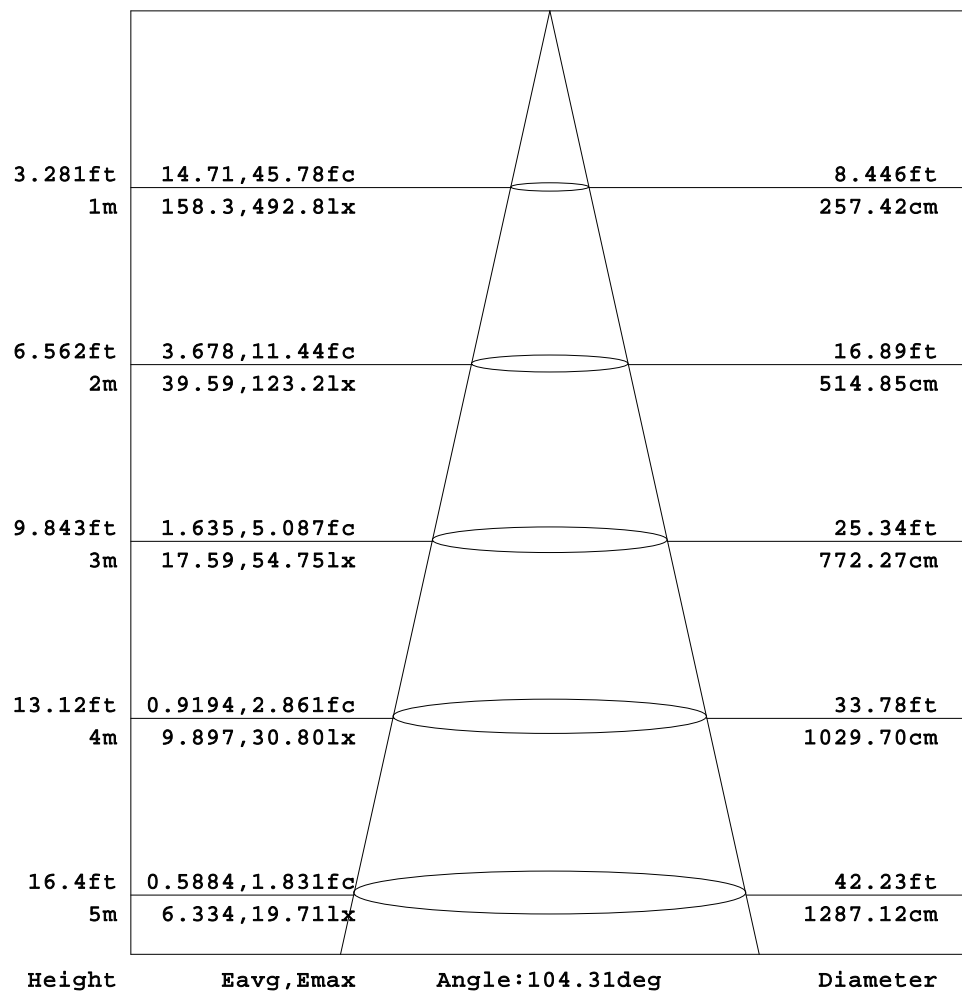 3.281ft 14.71,45.78fc 8.446ft
1m 158.3,492.8lx 257.42cm
6.562ft 3.678,11.44fc 16.89ft
2m 39.59,123.2lx 514.85cm
9.843ft 1.635,5.087fc 25.34ft
3m 17.59,54.75lx 772.27cm
13.12ft 0.9194,2.861fc 33.78ft
4m 9.897,30.80lx 1029.70cm
16.4ft 0.5884,1.831fc 42.23ft
5m 6.334,19.71lx 1287.12cm
Height Eavg,Emax Angle:104.31deg Diameter